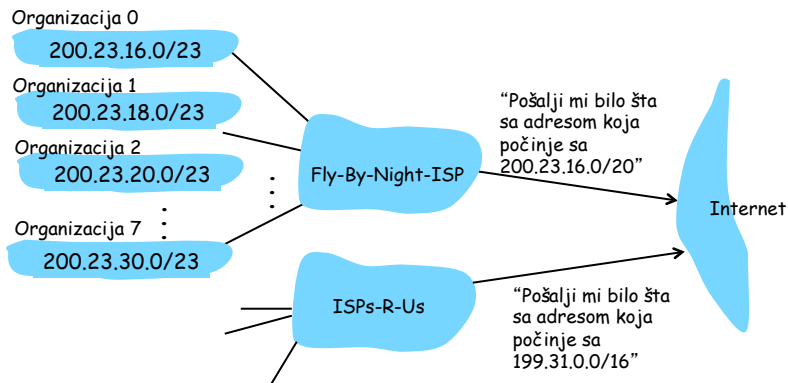 Organizacija 0
200.23.16.0/23
Organizacija 1
200.23.18.0/23
Organizacija 2
200.23.20.0/23
Organizacija 7
200.23.30.0/23
Fly-By-Night-ISP
ISPs-R-Us
“Pošalji mi bilo šta
sa adresom koja
počinje sa
200.23.16.0/20”
Internet
“Pošalji mi bilo šta
sa adresom koja
počinje sa
199.31.0.0/16”